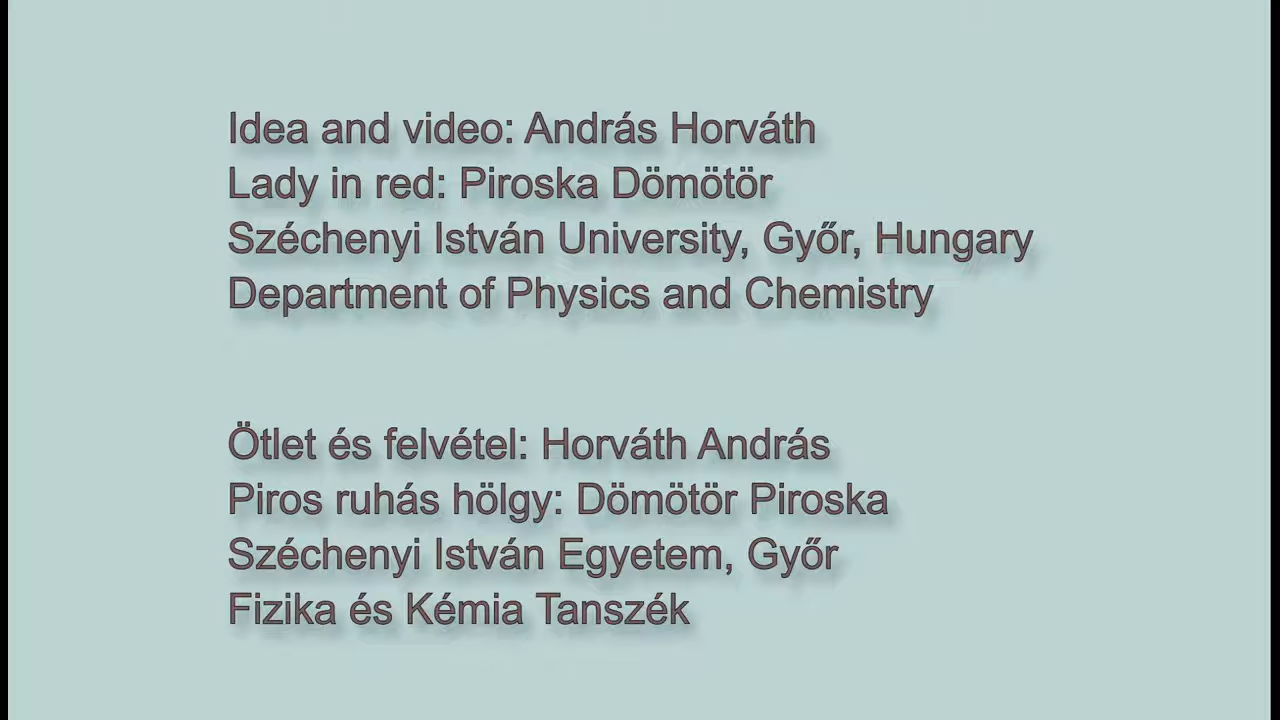 Idea and video: András Horváth
Lady in red: Piroska Dömötör
Széchenyi István University, Győr, Hungary
Department of Physics and Chemistry
Ötlet és felvétel: Horváth András
Piros ruhás hölgy: Dömötör Piroska
Széchenyi István Egyetem, Győr
Fizika és Kémia Tanszék